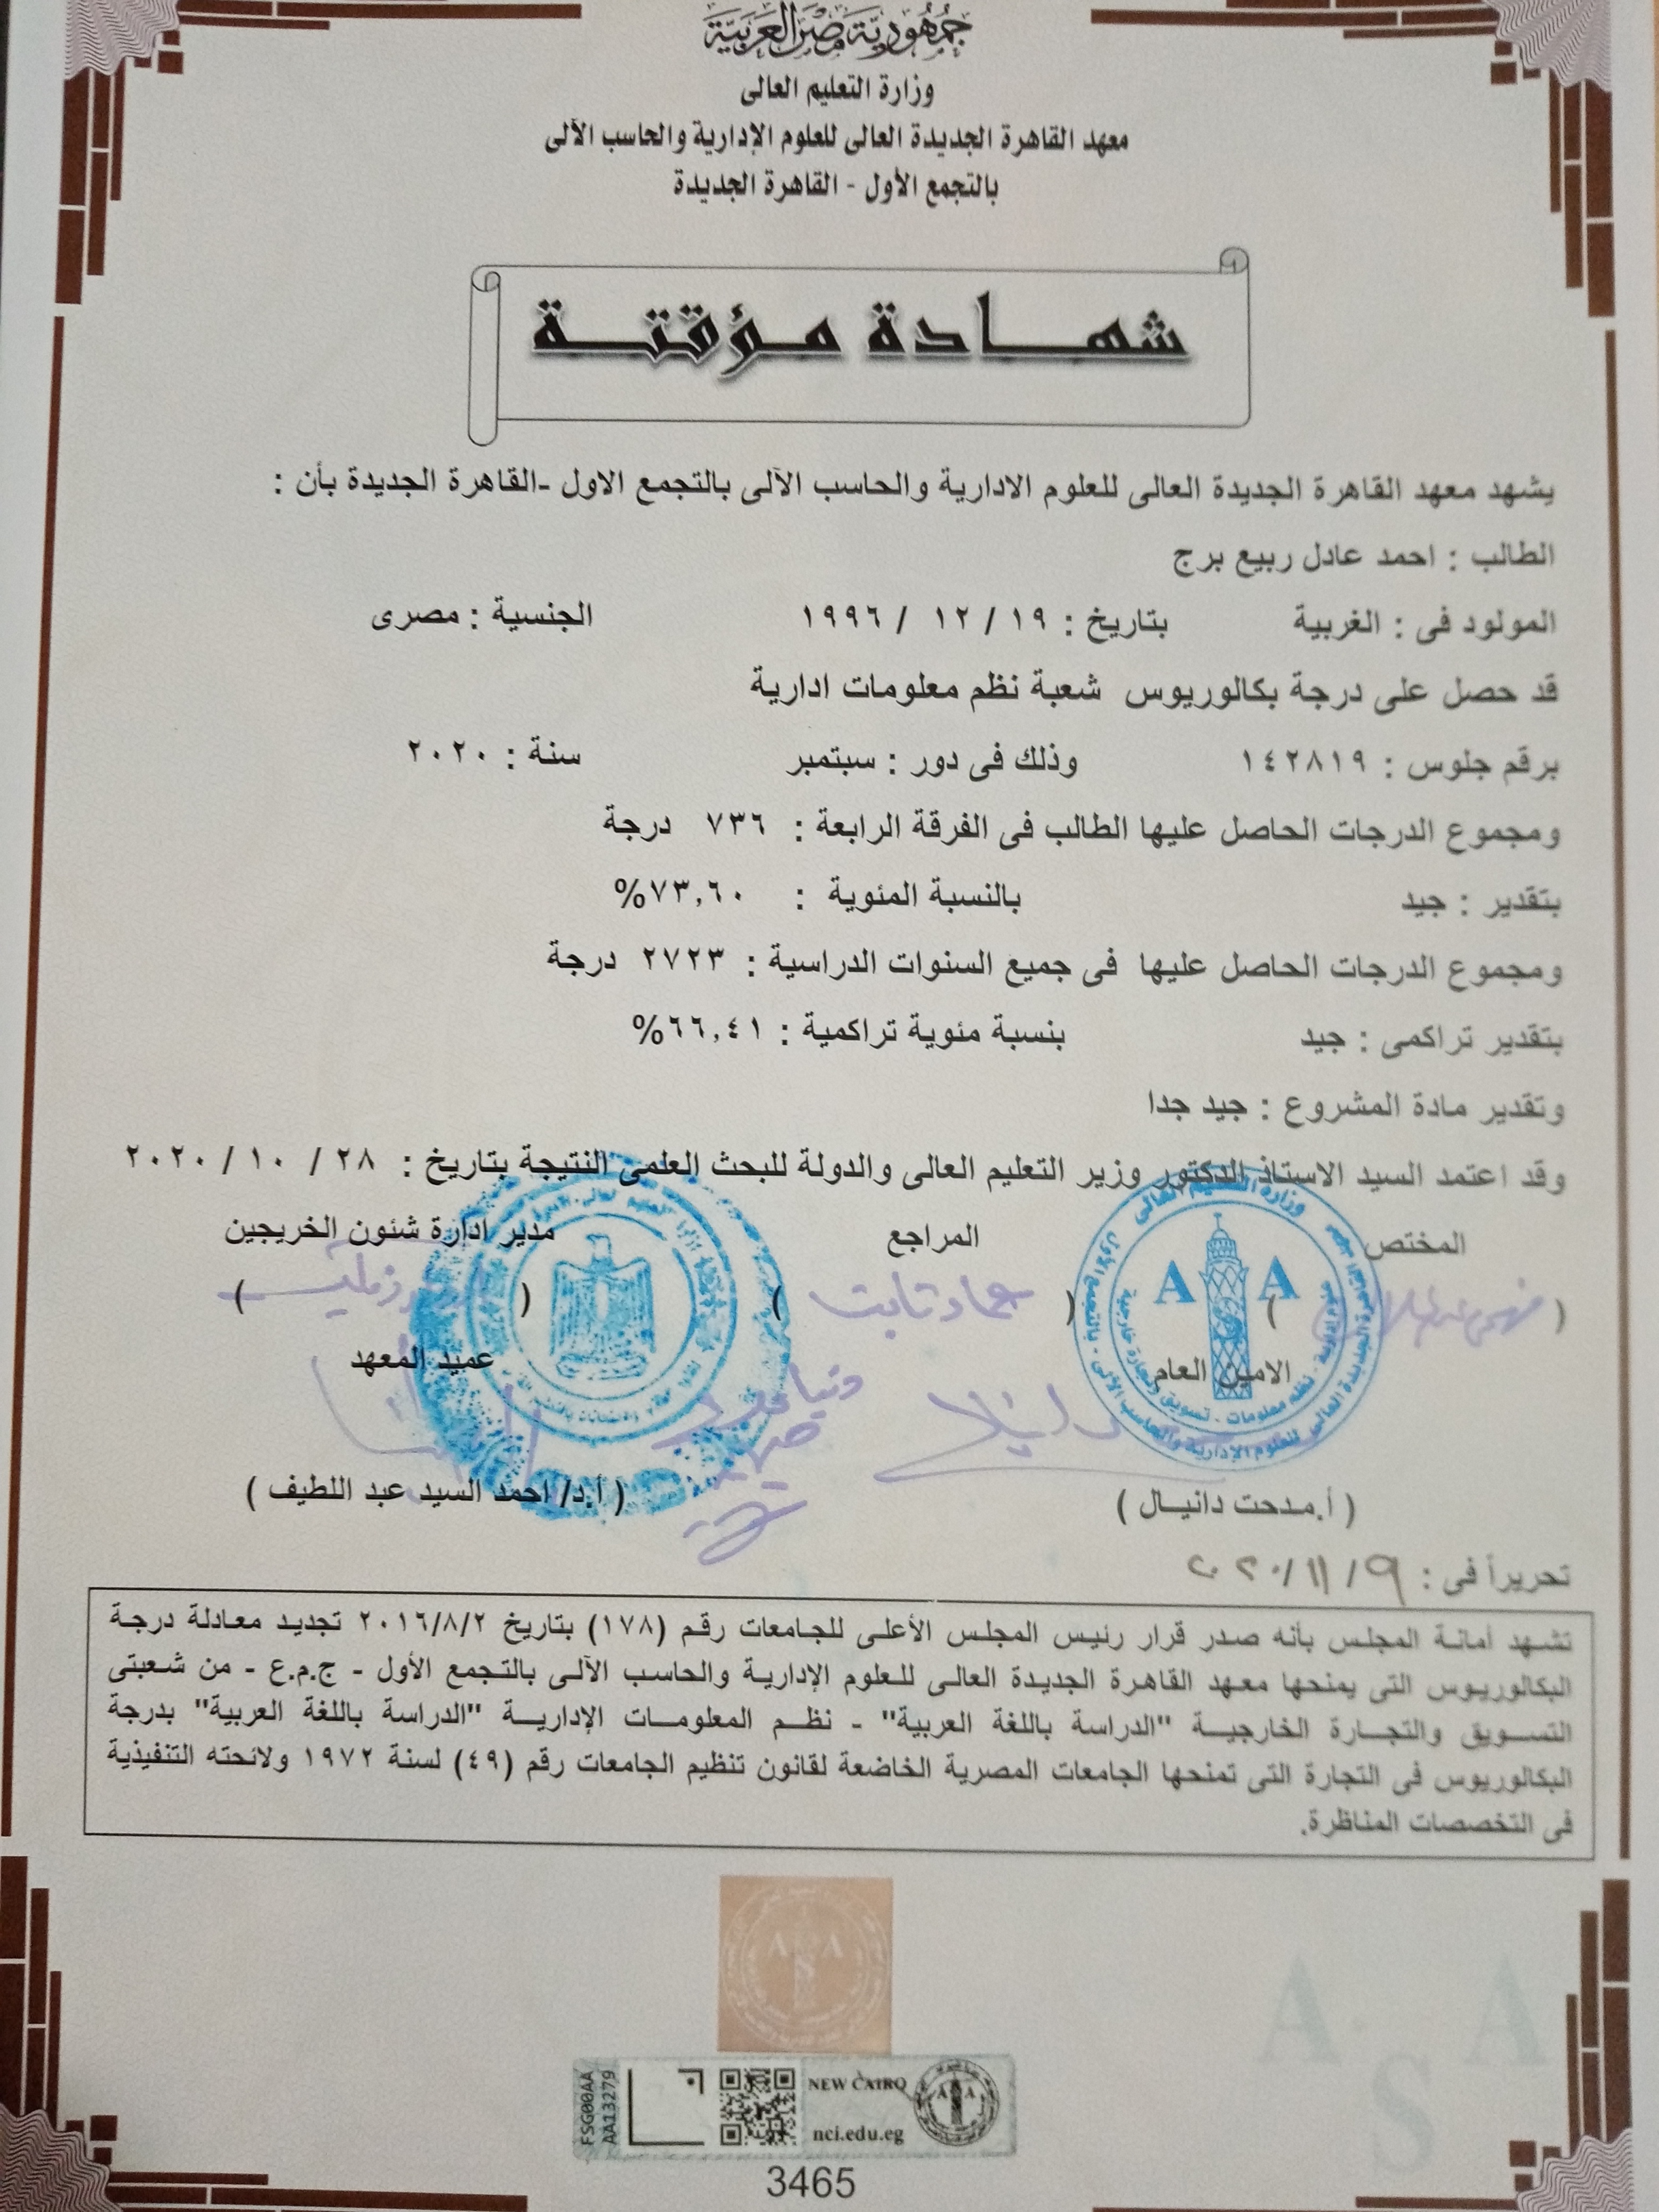 جمهورية مصر العربية
وزارة التعليم العالى
معهد القاهرة الجديدة العالى للعلوم الإدارية والحاسب الآلى
بالتجمع الأول - القاهرة الجديدة
شهادة مؤقتة
يشهد معهد القاهرة الجديدة العالى للعلوم الادارية والحاسب الآلى بالتجمع الاول -القاهرة الجديدة بأن :
الطالب : احمد عادل ربيع برج
المولود فى : الغربية بتاريخ : ١٩ / ١٢ / ١٩٩٦ الجنسية : مصرى
قد حصل على درجة بكالوريوس شعبة نظم معلومات ادارية
برقم جلوس : ١٤٢٨١٩ وذلك فى دور : سبتمبر سنة : ٢٠٢٠
ومجموع الدرجات الحاصل عليها الطالب فى الفرقة الرابعة : ٧٣٦ درجة
بتقدير : جيد بالنسبة المئوية : ٧٣,٦٠%
ومجموع الدرجات الحاصل عليها فى جميع السنوات الدراسية : ٢٧٢٣ درجة
بتقدير تراكمى : جيد بنسبة مئوية تراكمية : ٦٦,٤١%
وتقدير مادة المشروع : جيد جدا
وقد اعتمد السيد الاستاذ الدكتور وزير التعليم العالى والدولة للبحث العلمى النتيجة بتاريخ : ٢٨ / ١٠ / ٢٠٢٠
المختص المراجع مدير ادارة شئون الخريجين
( ) ( عماد ثابت ) ( )
الامين العام عميد المعهد
A A
( أ.مدحت دانيال ) ( أ.د/ احمد السيد عبد اللطيف )
تحريراً فى : ٩ / ١١ / ٢٠٢٠
تشهد أمانة المجلس بأنه صدر قرار رئيس المجلس الأعلى للجامعات رقم (١٧٨) بتاريخ ٢٠١٦/٨/٢ تجديد معادلة درجة
البكالوريوس التى يمنحها معهد القاهرة الجديدة العالى للعلوم الإدارية والحاسب الآلى بالتجمع الأول - ج.م.ع - من شعبتى
التسويق والتجارة الخارجية "الدراسة باللغة العربية" - نظم المعلومات الإدارية "الدراسة باللغة العربية" بدرجة
البكالوريوس فى التجارة التى تمنحها الجامعات المصرية الخاضعة لقانون تنظيم الجامعات رقم (٤٩) لسنة ١٩٧٢ ولائحته التنفيذية
فى التخصصات المناظرة.
A A
A A
S
FSG00AA
AA13279
NEW CAIRO
nci.edu.eg
A A
3465